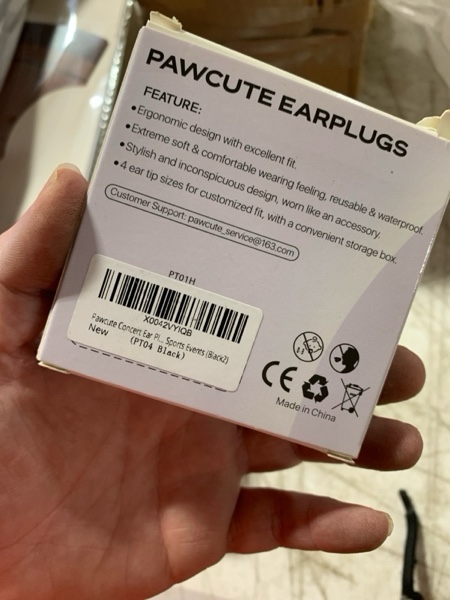 PAWCUTE EARPLUGS
FEATURE:
•Ergonomic design with excellent fit.
•Extreme soft & comfortable wearing feeling, reusable & waterproof.
•Stylish and inconspicuous design, worn like an accessory.
•4 ear tip sizes for customized fit, with a convenient storage box.
Customer Support: pawcute_service@163.com
PT01H
X0042VYIQB
Pawcute Concert Ear Pl... Sports Events (Black2)
New (PT04 Black)
CE
Made in China